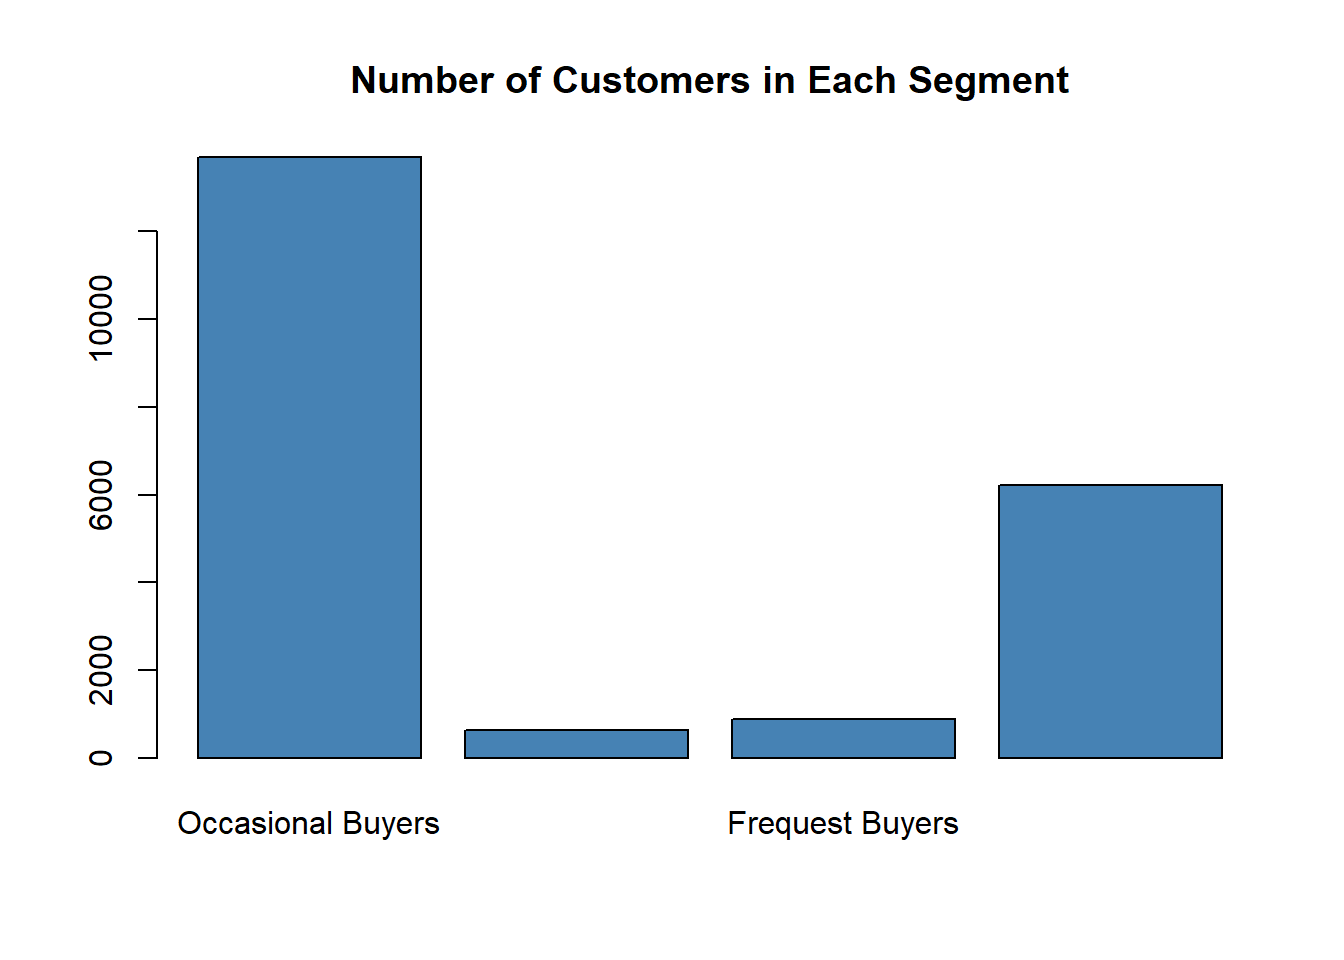 Number of Customers in Each Segment
10000
6000
2000
0
Occasional Buyers
Frequest Buyers